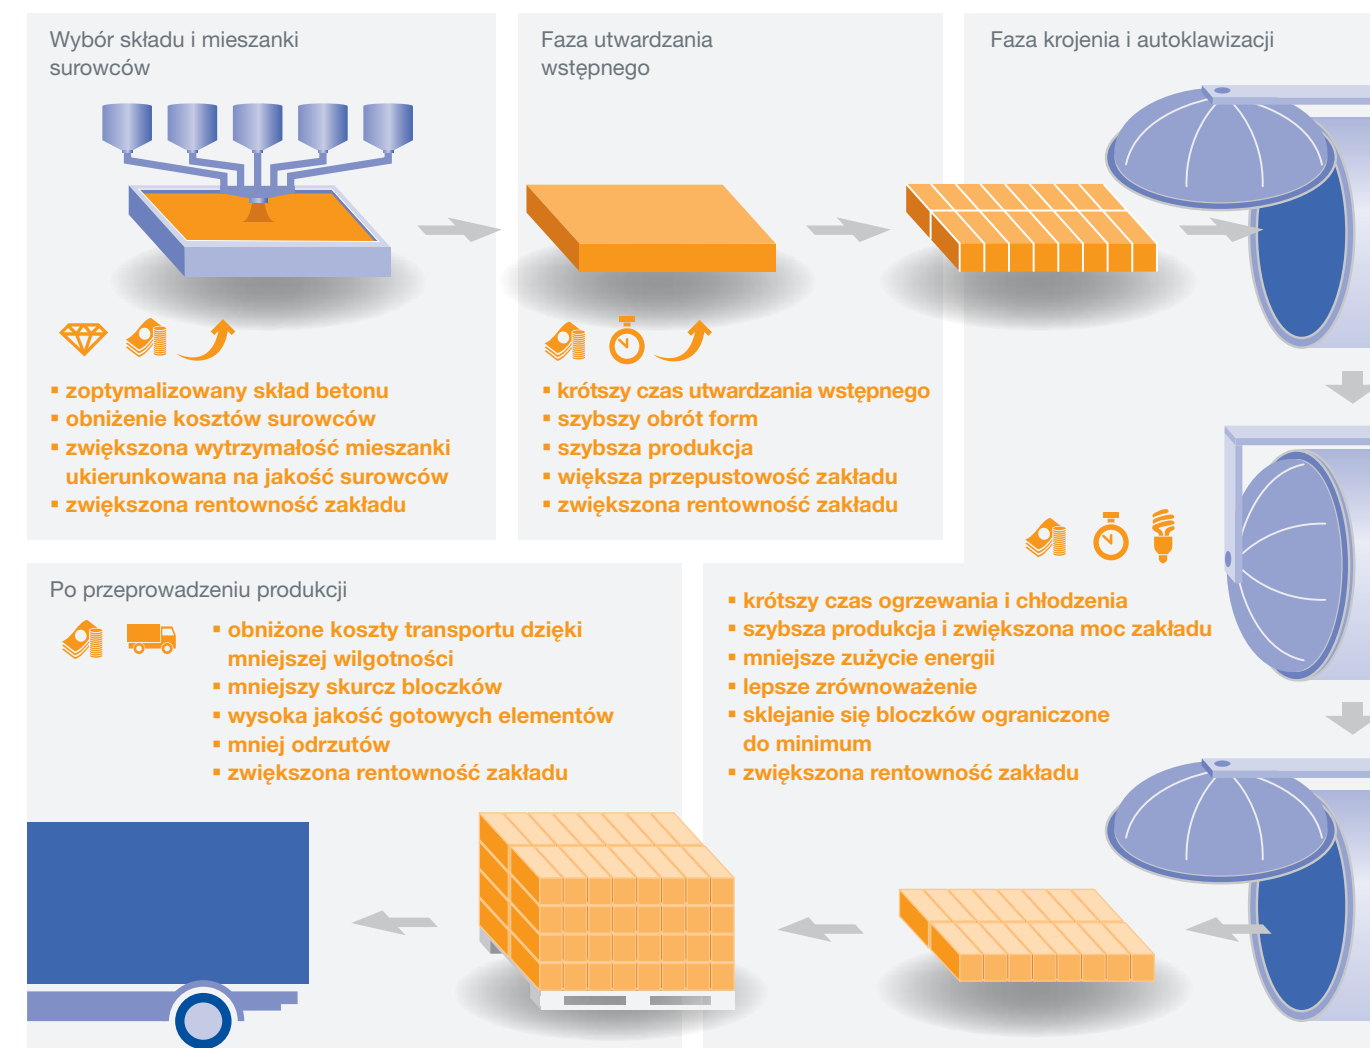 Wybór składu i mieszanki
surowców
▪ zoptymalizowany skład betonu
▪ obniżenie kosztów surowców
▪ zwiększona wytrzymałość mieszanki
ukierunkowana na jakość surowców
▪ zwiększona rentowność zakładu
Faza utwardzania
wstępnego
▪ krótszy czas utwardzania wstępnego
▪ szybszy obrót form
▪ szybsza produkcja
▪ większa przepustowość zakładu
▪ zwiększona rentowność zakładu
Faza krojenia i autoklawizacji
▪ krótszy czas ogrzewania i chłodzenia
▪ szybsza produkcja i zwiększona moc zakładu
▪ mniejsze zużycie energii
▪ lepsze zrównoważenie
▪ sklejanie się bloczków ograniczone
do minimum
▪ zwiększona rentowność zakładu
Po przeprowadzeniu produkcji
▪ obniżone koszty transportu dzięki
mniejszej wilgotności
▪ mniejszy skurcz bloczków
▪ wysoka jakość gotowych elementów
▪ mniej odrzutów
▪ zwiększona rentowność zakładu